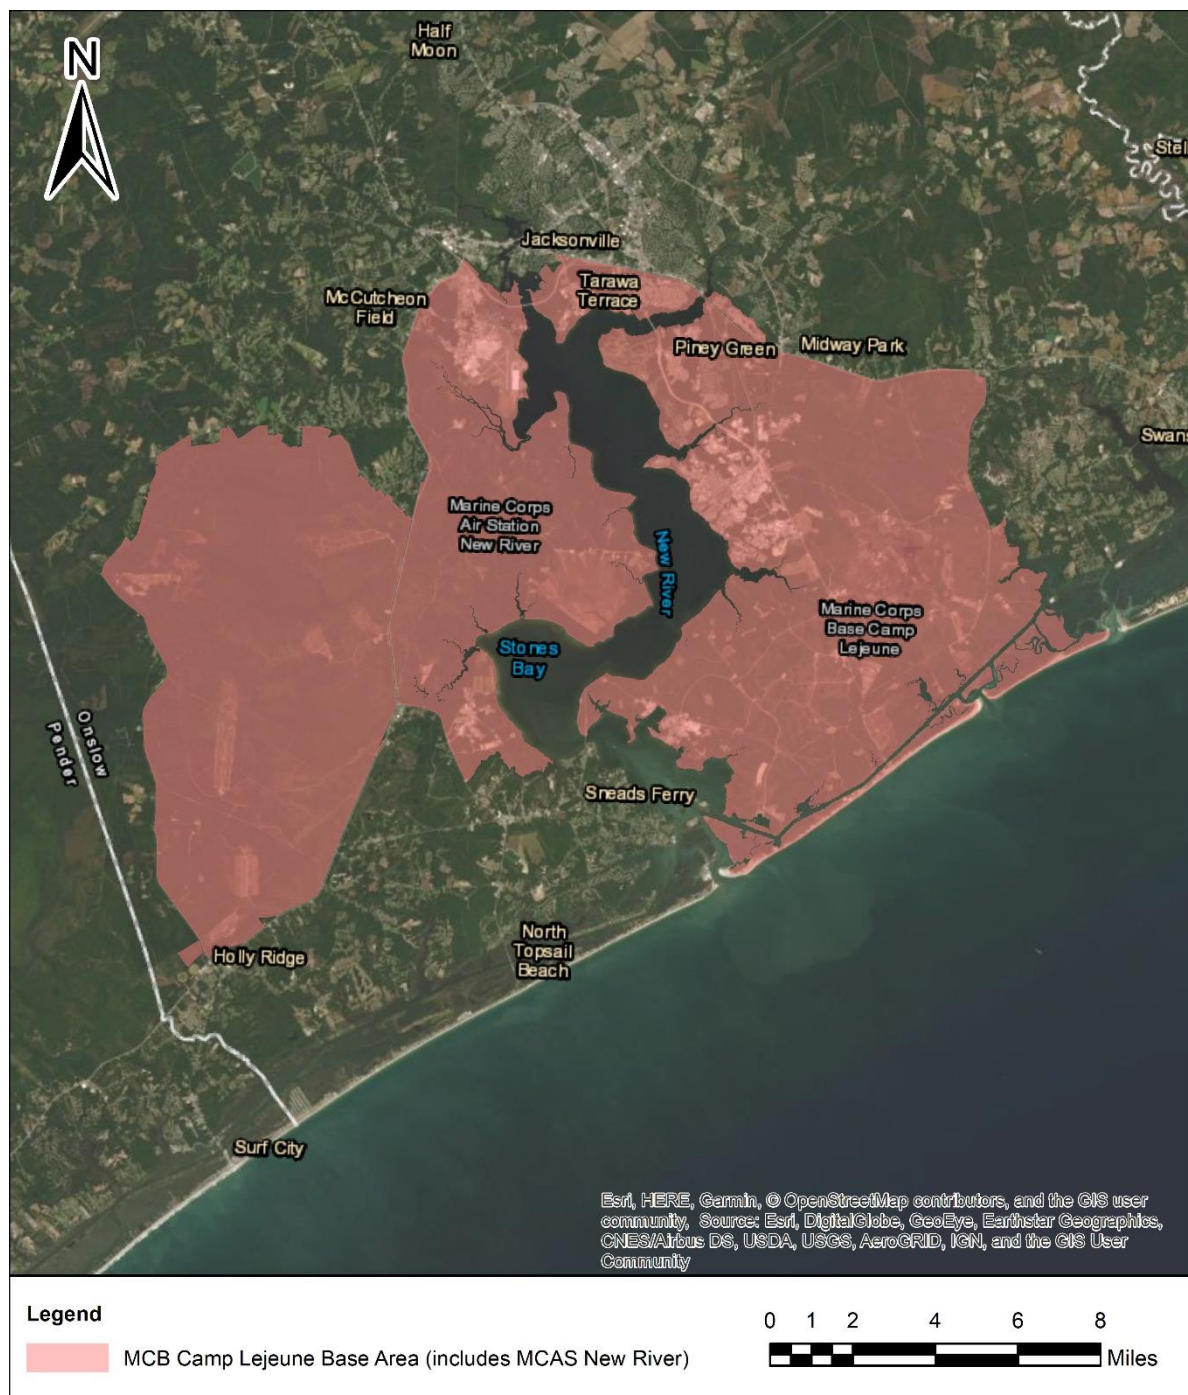 Half
Moon
N
Stell
Jacksonville
Tarawa
Terrace
McCutcheon
Field
Piney Green
Midway Park
Swans
Marine Corps
Air Station
New River
New River
Marine Corps
Base Camp
Lejeune
Stones
Bay
Onslow
Pender
Sneads Ferry
North
Topsail
Beach
Holly Ridge
Surf City
Esri, HERE, Garmin, © OpenStreetMap contributors, and the GIS user
community, Source: Esri, DigitalGlobe, GeoEye, Earthstar Geographics,
CNES/Airbus DS, USDA, USGS, AeroGRID, IGN, and the GIS User
Community
Legend
MCB Camp Lejeune Base Area (includes MCAS New River)
0 1 2 4 6 8
Miles